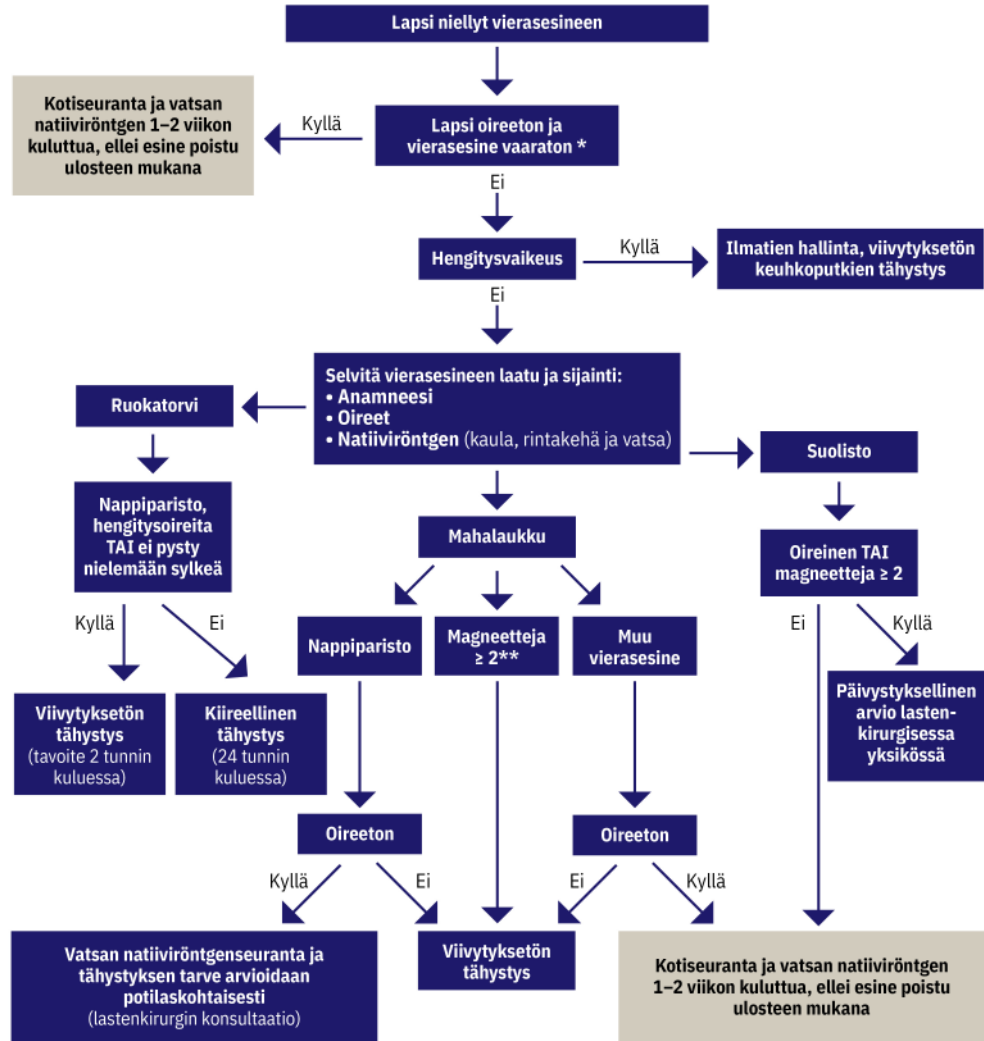 Lapsi niellyt vierasesineen
Kotiseuranta ja vatsan
natiiviröntgen 1–2 viikon
kuluttua, ellei esine poistu
ulosteen mukana
Kyllä
Lapsi oireeton ja
vierasesine vaaraton *
Ei
Hengitysvaikeus
Kyllä
Ilmatien hallinta, viivytyksetön
keuhkoputkien tähystys
Ei
Selvitä vierasesineen laatu ja sijainti:
• Anamneesi
• Oireet
• Natiiviröntgen (kaula, rintakehä ja vatsa)
Ruokatorvi
Nappiparisto,
hengitysoireita
TAI ei pysty
nielemään sylkeä
Kyllä
Ei
Viivytyksetön
tähystys
(tavoite 2 tunnin
kuluessa)
Kiireellinen
tähystys
(24 tunnin
kuluessa)
Mahalaukku
Nappiparisto
Magneetteja
≥ 2**
Muu
vierasesine
Oireeton
Kyllä
Ei
Oireeton
Ei
Kyllä
Vatsan natiiviröntgenseuranta ja
tähystyksen tarve arvioidaan
potilaskohtaisesti
(lastenkirurgin konsultaatio)
Viivytyksetön
tähystys
Suolisto
Oireinen TAI
magneetteja ≥ 2
Ei
Kyllä
Päivystyksellinen
arvio lasten-
kirurgisessa
yksikössä
Kotiseuranta ja vatsan natiiviröntgen
1–2 viikon kuluttua, ellei esine poistu
ulosteen mukana